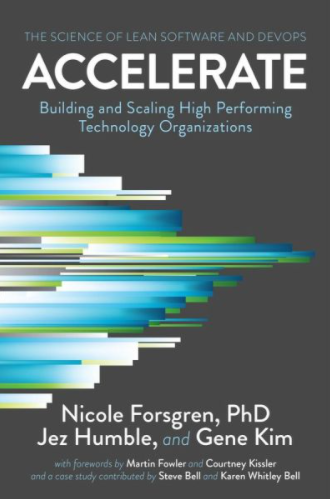 THE SCIENCE OF LEAN SOFTWARE AND DEVOPS
ACCELERATE
Building and Scaling High Performing
Technology Organizations
Nicole Forsgren, PhD
Jez Humble, and Gene Kim
with forewords by Martin Fowler and Courtney Kissler
and a case study contributed by Steve Bell and Karen Whitley Bell